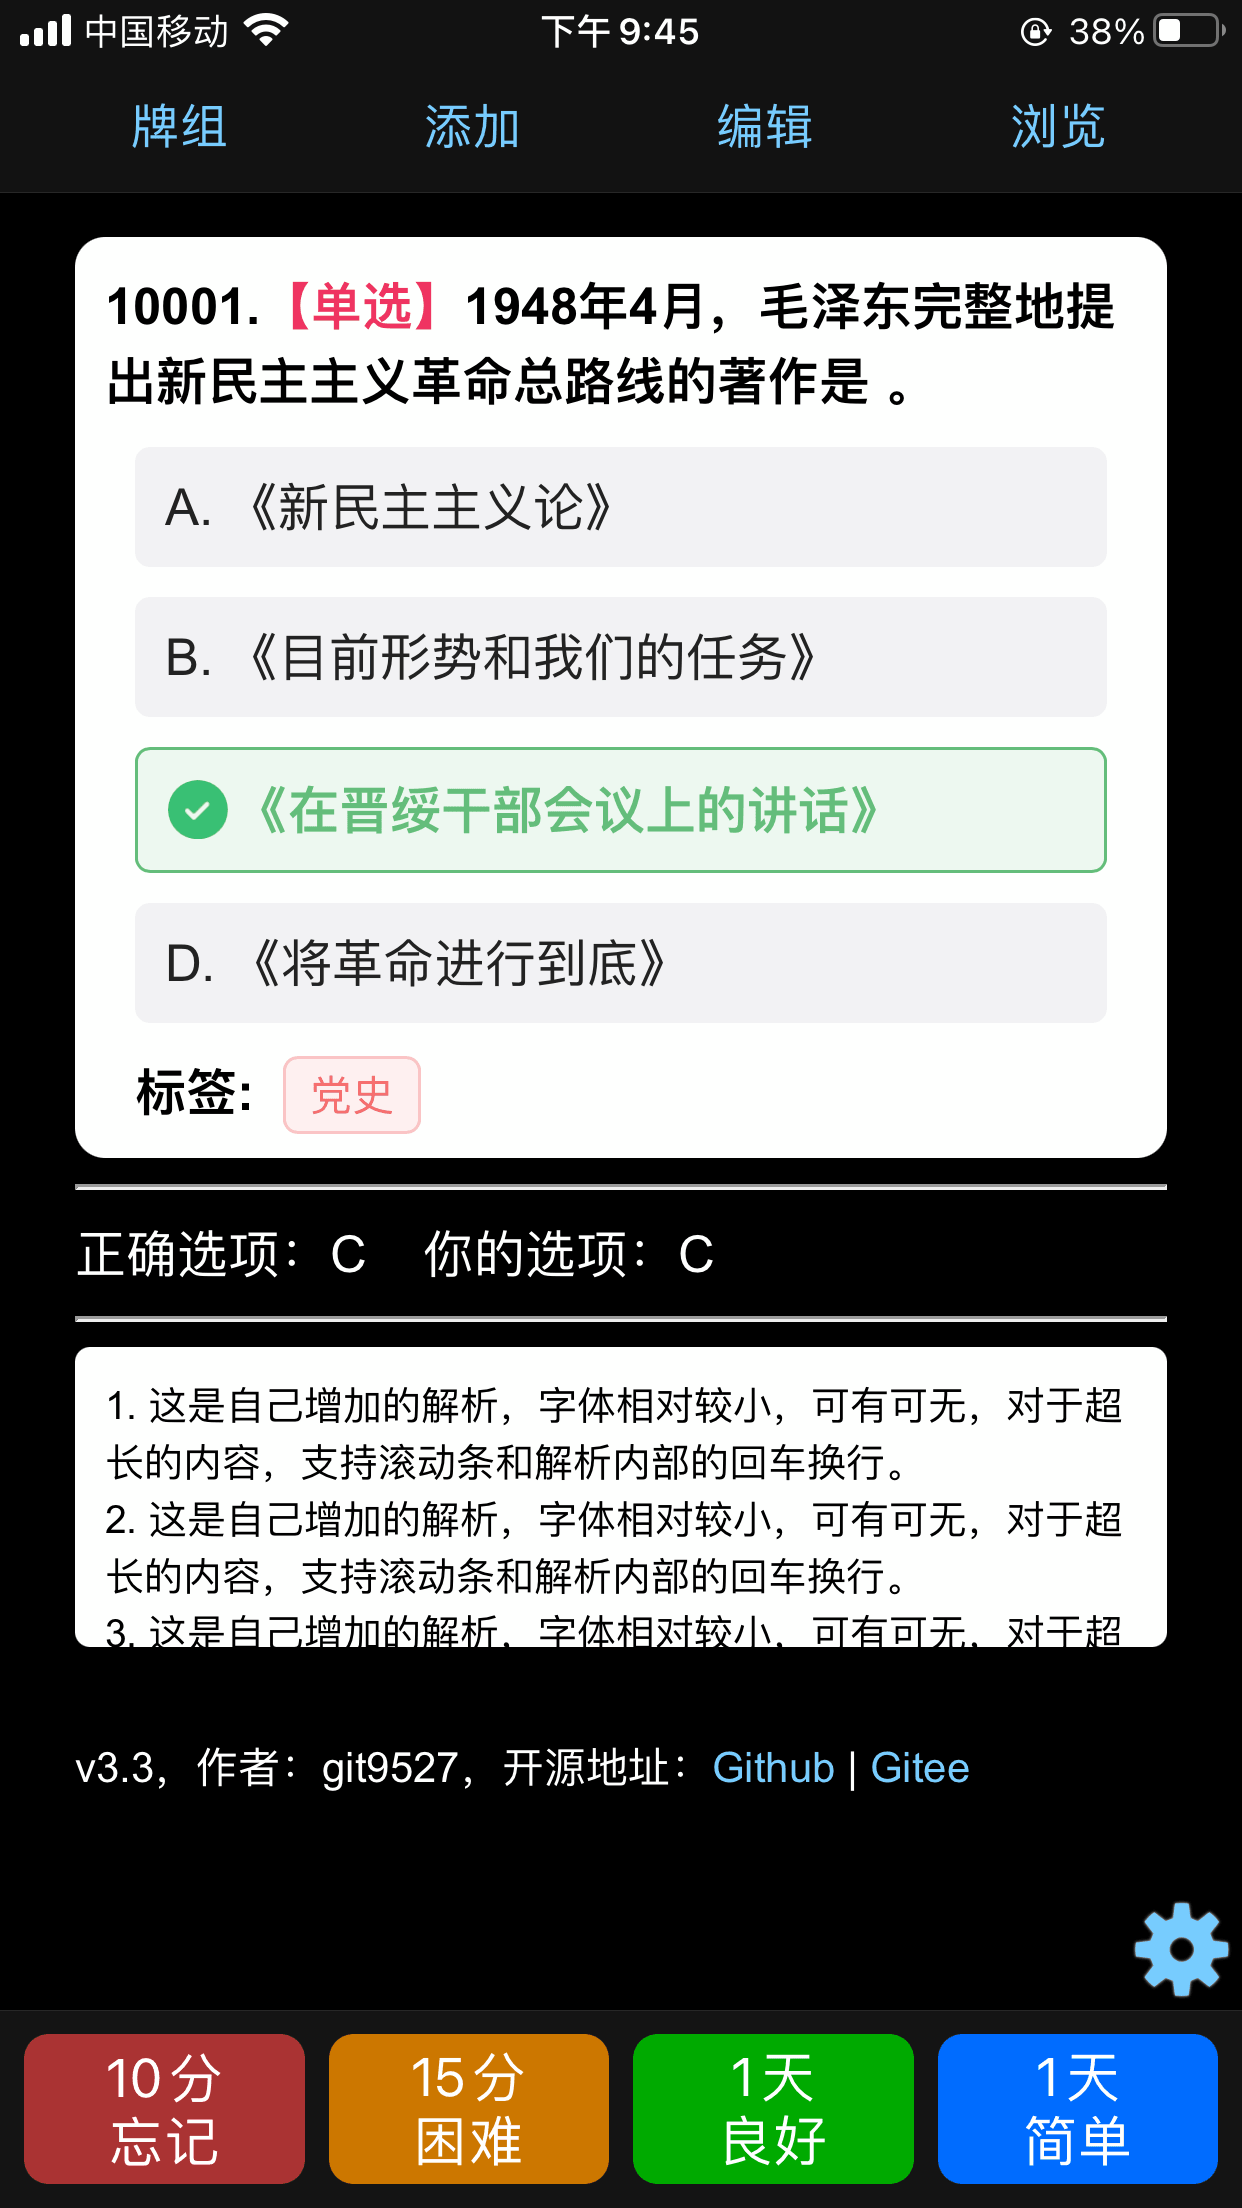 中国移动 下午9:45 38%
牌组 添加 编辑 浏览
10001.【单选】1948年4月，毛泽东完整地提
出新民主主义革命总路线的著作是 。
A. 《新民主主义论》
B. 《目前形势和我们的任务》
《在晋绥干部会议上的讲话》
D. 《将革命进行到底》
标签: 党史
正确选项：C 你的选项：C
1. 这是自己增加的解析，字体相对较小，可有可无，对于超
长的内容，支持滚动条和解析内部的回车换行。
2. 这是自己增加的解析，字体相对较小，可有可无，对于超
长的内容，支持滚动条和解析内部的回车换行。
3. 这是自己增加的解析，字体相对较小，可有可无，对于超
v3.3，作者：git9527，开源地址：Github | Gitee
10分 15分 1天 1天
忘记 困难 良好 简单